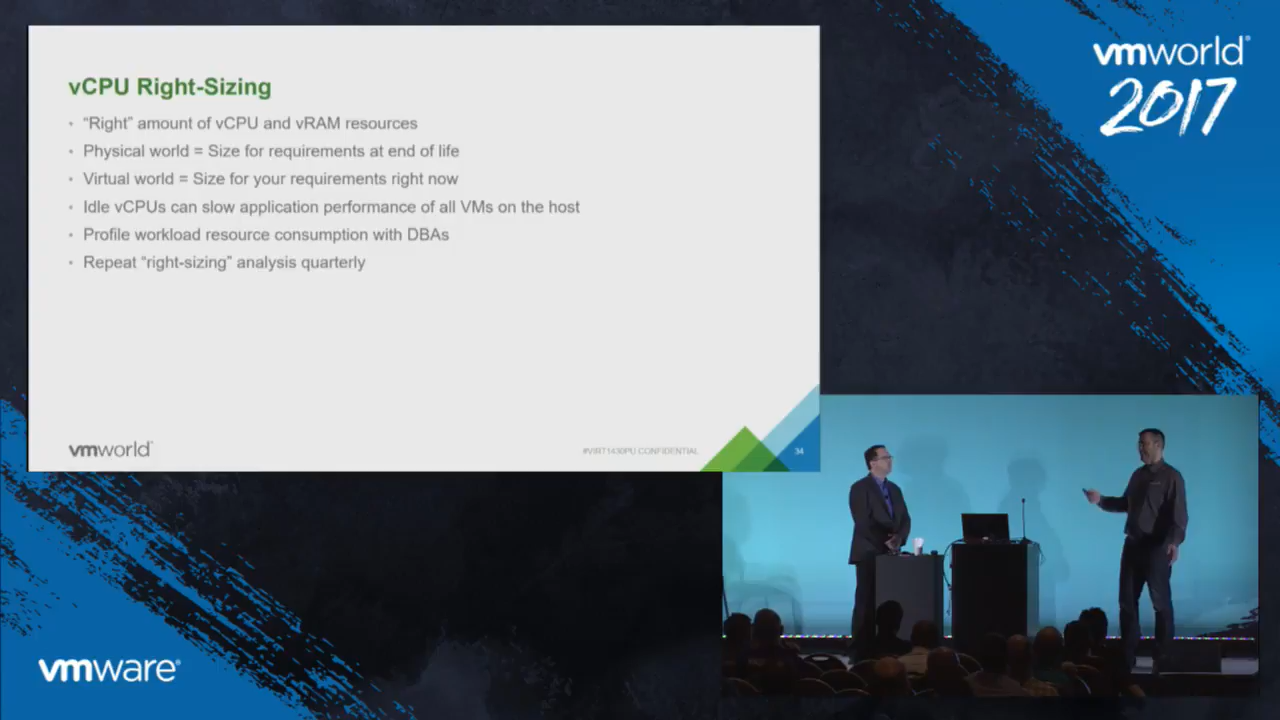 vCPU Right-Sizing
"Right" amount of vCPU and vRAM resources
Physical world = Size for requirements at end of life
Virtual world = Size for your requirements right now
Idle vCPUs can slow application performance of all VMs on the host
Profile workload resource consumption with DBAs
Repeat "right-sizing" analysis quarterly
vmworld
#VIRT1430PU CONFIDENTIAL
34
vmworld®
2017
vmware®